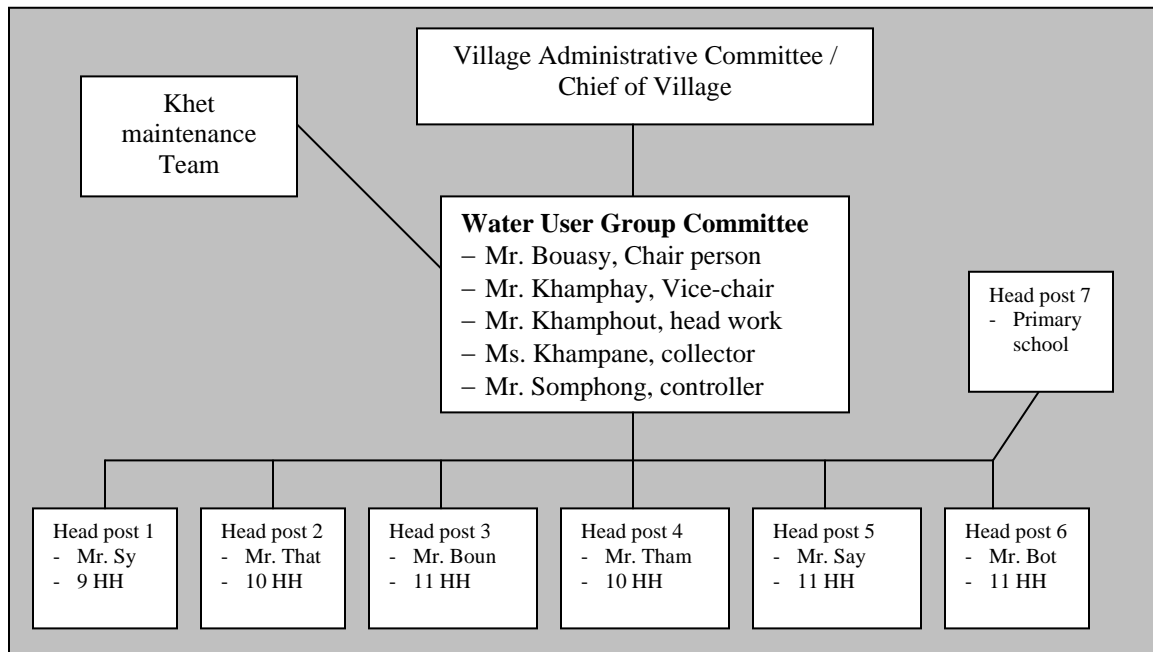 Village Administrative Committee /
Chief of Village
Khet
maintenance
Team
Water User Group Committee
– Mr. Bouasy, Chair person
– Mr. Khamphay, Vice-chair
– Mr. Khamphout, head work
– Ms. Khampane, collector
– Mr. Somphong, controller
Head post 7
- Primary
school
Head post 1
- Mr. Sy
- 9 HH
Head post 2
- Mr. That
- 10 HH
Head post 3
- Mr. Boun
- 11 HH
Head post 4
- Mr. Tham
- 10 HH
Head post 5
- Mr. Say
- 11 HH
Head post 6
- Mr. Bot
- 11 HH